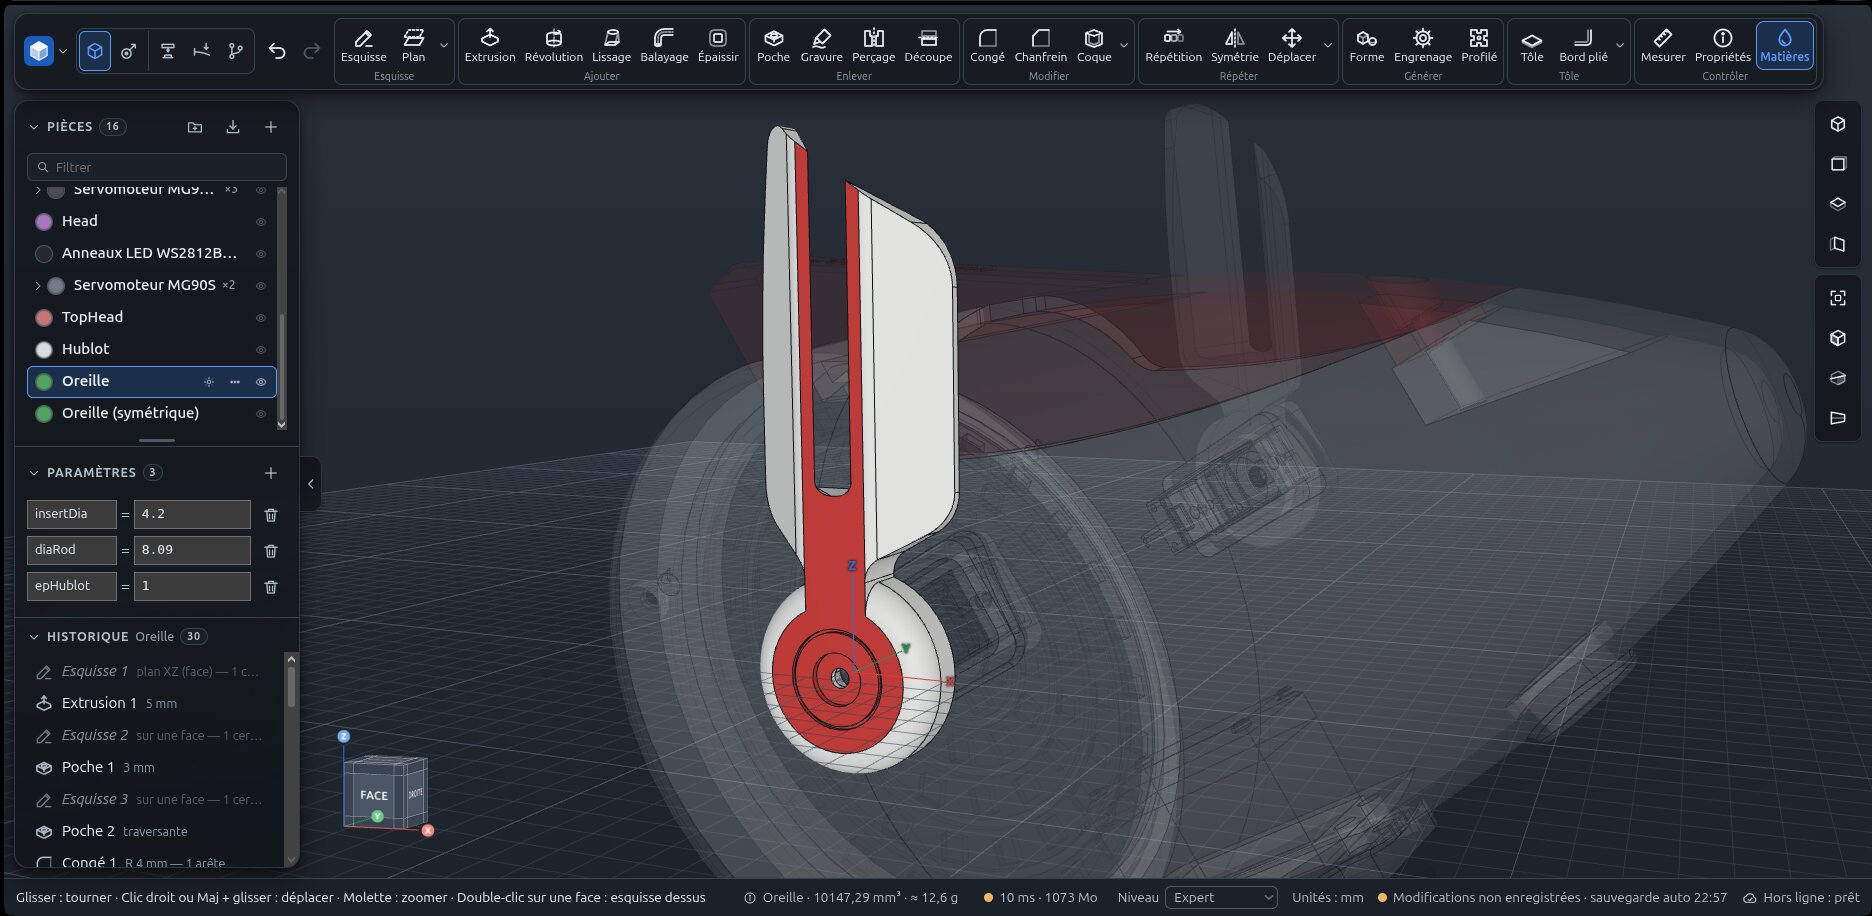 Esquisse
Plan
Esquisse
Extrusion
Révolution
Lissage
Balayage
Épaissir
Ajouter
Poche
Gravure
Perçage
Découpe
Enlever
Congé
Chanfrein
Coque
Modifier
Répétition
Symétrie
Déplacer
Répéter
Forme
Engrenage
Profilé
Générer
Tôle
Bord plié
Tôle
Mesurer
Propriétés
Matières
Contrôler
PIÈCES 16
Filtrer
Servomoteur MG9... ×3
Head
Anneaux LED WS2812B...
Servomoteur MG90S ×2
TopHead
Hublot
Oreille
Oreille (symétrique)
PARAMÈTRES 3
insertDia = 4.2
diaRod = 8.09
epHublot = 1
HISTORIQUE Oreille 30
Esquisse 1 plan XZ (face) — 1 c...
Extrusion 1 5 mm
Esquisse 2 sur une face — 1 cer...
Poche 1 3 mm
Esquisse 3 sur une face — 1 cer...
Poche 2 traversante
Congé 1 R 4 mm — 1 arête
Z
Y
X
Z
FACE
DROITE
Y
X
Glisser : tourner · Clic droit ou Maj + glisser : déplacer · Molette : zoomer · Double-clic sur une face : esquisse dessus
Oreille · 10147,29 mm³ · ≈ 12,6 g
10 ms · 1073 Mo
Niveau Expert
Unités : mm
Modifications non enregistrées · sauvegarde auto 22:57
Hors ligne : prêt